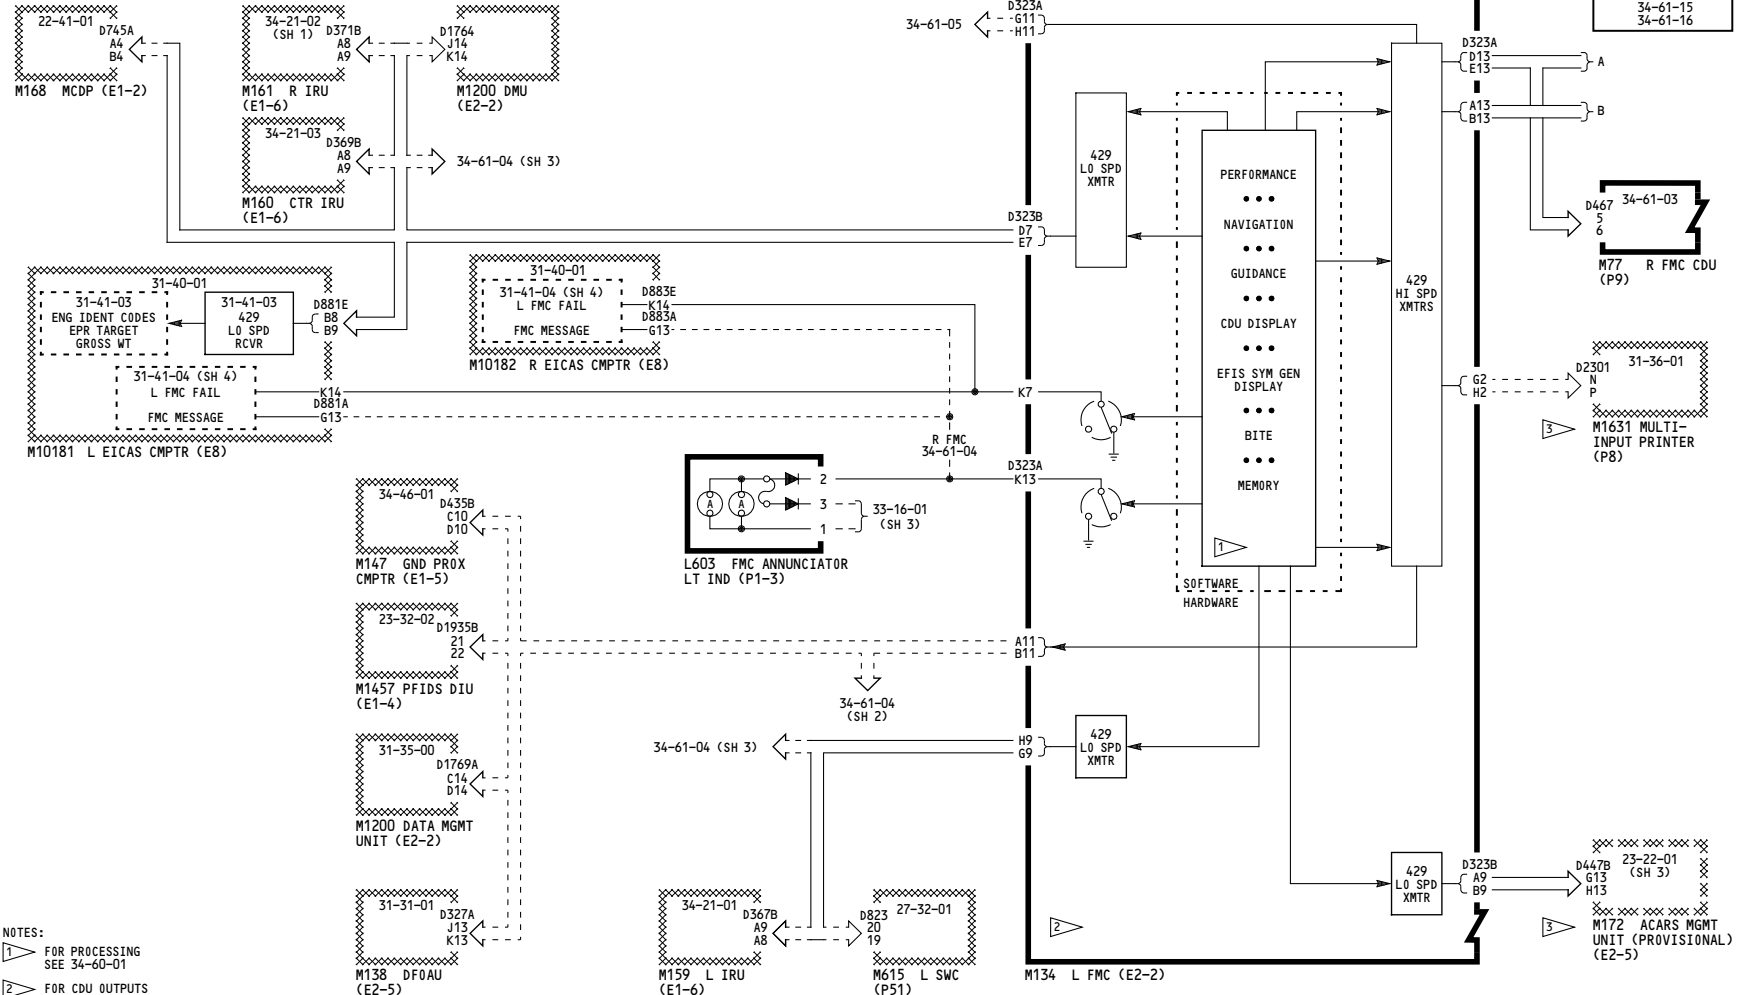 22-41-01
D745A
A4
B4
M168 MCDP (E1-2)
34-21-02
(SH 1)
D371B
A8
A9
M161 R IRU
(E1-6)
D1764
J14
K14
M1200 DMU
(E2-2)
34-21-03
D369B
A8
A9
M160 CTR IRU
(E1-6)
34-61-04 (SH 3)
34-61-05
D323A
G11
H11
34-61-15
34-61-16
D323A
D13
E13
A
A13
B13
B
429
LO SPD
XMTR
PERFORMANCE
NAVIGATION
GUIDANCE
CDU DISPLAY
EFIS SYM GEN
DISPLAY
BITE
MEMORY
1
SOFTWARE
HARDWARE
429
HI SPD
XMTRS
D467
5
6
34-61-03
M77 R FMC CDU
(P9)
D323B
D7
E7
31-40-01
31-41-03
ENG IDENT CODES
EPR TARGET
GROSS WT
31-41-03
429
LO SPD
RCVR
D881E
B8
B9
31-41-04 (SH 4)
L FMC FAIL
FMC MESSAGE
K14
D881A
G13
M10181 L EICAS CMPTR (E8)
31-40-01
31-41-04 (SH 4)
L FMC FAIL
FMC MESSAGE
D883E
K14
D883A
G13
M10182 R EICAS CMPTR (E8)
K7
R FMC
34-61-04
D323A
K13
G2
H2
D2301
N
P
31-36-01
3
M1631 MULTI-
INPUT PRINTER
(P8)
A
A
2
3
1
33-16-01
(SH 3)
L603 FMC ANNUNCIATOR
LT IND (P1-3)
34-46-01
D435B
C10
D10
M147 GND PROX
CMPTR (E1-5)
23-32-02
D1935B
21
22
M1457 PFIDS DIU
(E1-4)
A11
B11
34-61-04
(SH 2)
31-35-00
D1769A
C14
D14
M1200 DATA MGMT
UNIT (E2-2)
34-61-04 (SH 3)
H9
G9
429
LO SPD
XMTR
31-31-01
D327A
J13
K13
M138 DFDAU
(E2-5)
34-21-01
D367B
A9
A8
M159 L IRU
(E1-6)
D823
20
19
27-32-01
M615 L SWC
(P51)
2
M134 L FMC (E2-2)
429
LO SPD
XMTR
D323B
A9
B9
D447B
G13
H13
23-22-01
(SH 3)
3
M172 ACARS MGMT
UNIT (PROVISIONAL)
(E2-5)
NOTES:
1 FOR PROCESSING
SEE 34-60-01
2 FOR CDU OUTPUTS